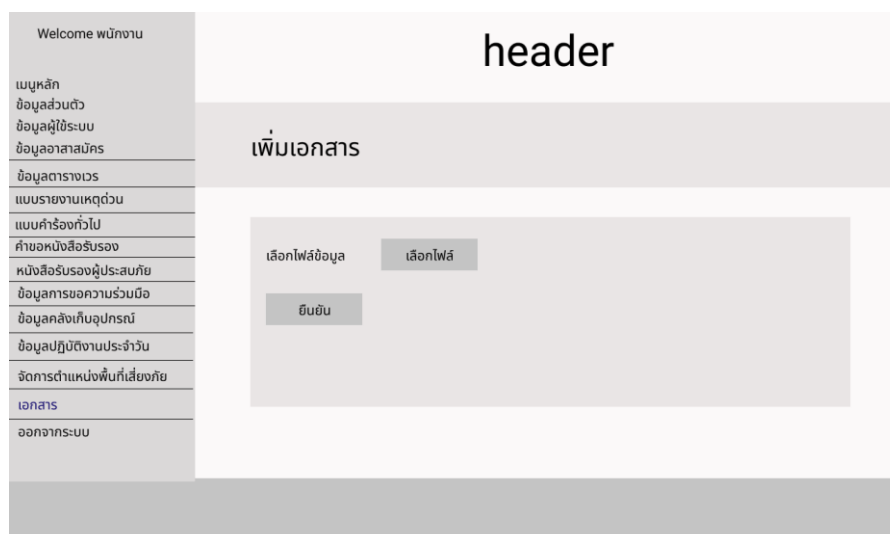 Welcome พนักงาน
header
เมนูหลัก
ข้อมูลส่วนตัว
ข้อมูลผู้ใช้ระบบ
ข้อมูลอาสาสมัคร
ข้อมูลตารางเวร
แบบรายงานเหตุด่วน
แบบคำร้องทั่วไป
คำขอหนังสือรับรอง
หนังสือรับรองผู้ประสบภัย
ข้อมูลการขอความร่วมมือ
ข้อมูลคลังเก็บอุปกรณ์
ข้อมูลปฏิบัติงานประจำวัน
จัดการตำแหน่งพื้นที่เสี่ยงภัย
เอกสาร
ออกจากระบบ
เพิ่มเอกสาร
เลือกไฟล์ข้อมูล เลือกไฟล์
ยืนยัน